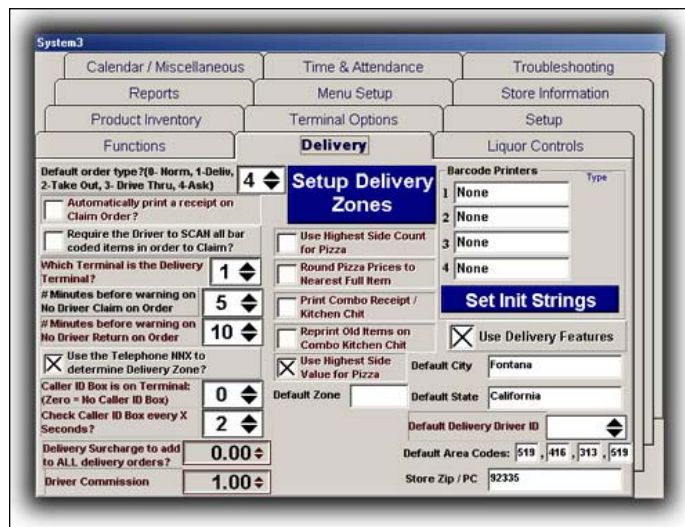 System3
Calendar / Miscellaneous
Time & Attendance
Troubleshooting
Reports
Menu Setup
Store Information
Product Inventory
Terminal Options
Setup
Functions
Delivery
Liquor Controls
Default order type?(0- Norm, 1-Deliv,
2-Take Out, 3- Drive Thru, 4-Ask)
4
Automatically print a receipt on
Claim Order?
Require the Driver to SCAN all bar
coded items in order to Claim?
Which Terminal is the Delivery
Terminal?
1
# Minutes before warning on
No Driver Claim on Order
5
# Minutes before warning on
No Driver Return on Order
10
Use the Telephone NNX to
determine Delivery Zone?
Caller ID Box is on Terminal:
(Zero = No Caller ID Box)
0
Check Caller ID Box every X
Seconds?
2
Delivery Surcharge to add
to ALL delivery orders?
0.00
Driver Commission
1.00
Setup Delivery
Zones
Use Highest Side Count
for Pizza
Round Pizza Prices to
Nearest Full Item
Print Combo Receipt /
Kitchen Chit
Reprint Old Items on
Combo Kitchen Chit
Use Highest Side
Value for Pizza
Default Zone
Barcode Printers
Type
1 None
2 None
3 None
4 None
Set Init Strings
Use Delivery Features
Default City Fontana
Default State California
Default Delivery Driver ID
Default Area Codes: 519 , 416 , 313 , 519
Store Zip / PC 92335